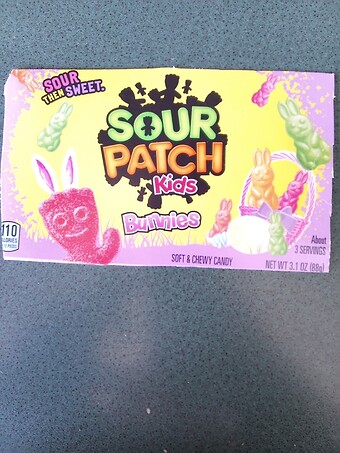 SOUR
THEN SWEET.
SOUR
PATCH
Kids
Bunnies
110
CALORIES
About
3 SERVINGS
SOFT & CHEWY CANDY
NET WT 3.1 OZ (88g)